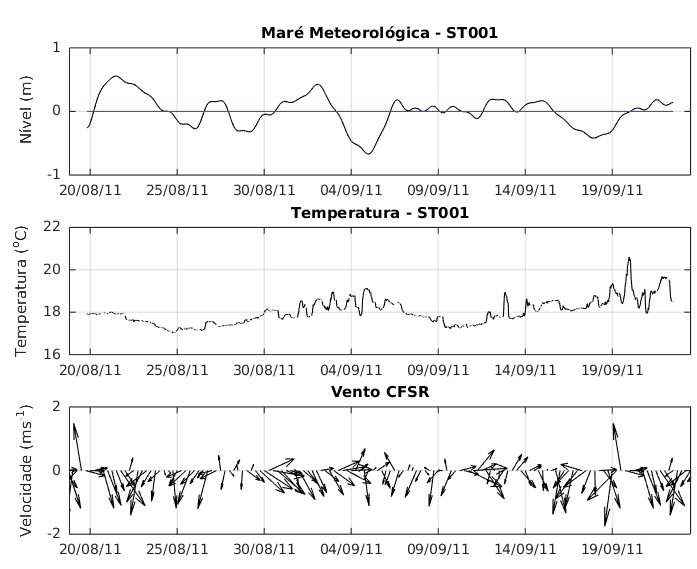 Maré Meteorológica - ST001
Nível (m)
1
0
-1
20/08/11 25/08/11 30/08/11 04/09/11 09/09/11 14/09/11 19/09/11
Temperatura - ST001
Temperatura (ºC)
22
20
18
16
20/08/11 25/08/11 30/08/11 04/09/11 09/09/11 14/09/11 19/09/11
Vento CFSR
Velocidade (ms⁻¹)
2
0
-2
20/08/11 25/08/11 30/08/11 04/09/11 09/09/11 14/09/11 19/09/11